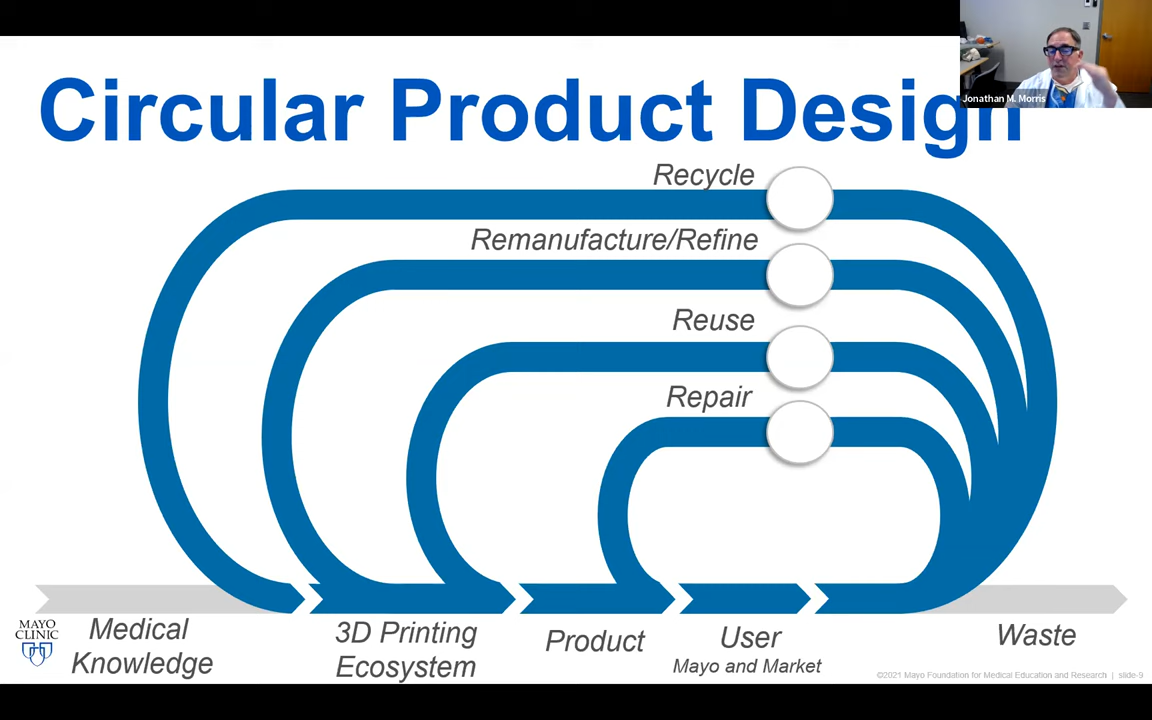 Circular Product Design
Jonathan M. Morris
Recycle
Remanufacture/Refine
Reuse
Repair
MAYO
CLINIC
Medical
Knowledge
3D Printing
Ecosystem
Product
User
Mayo and Market
Waste
©2021 Mayo Foundation for Medical Education and Research | slide-9